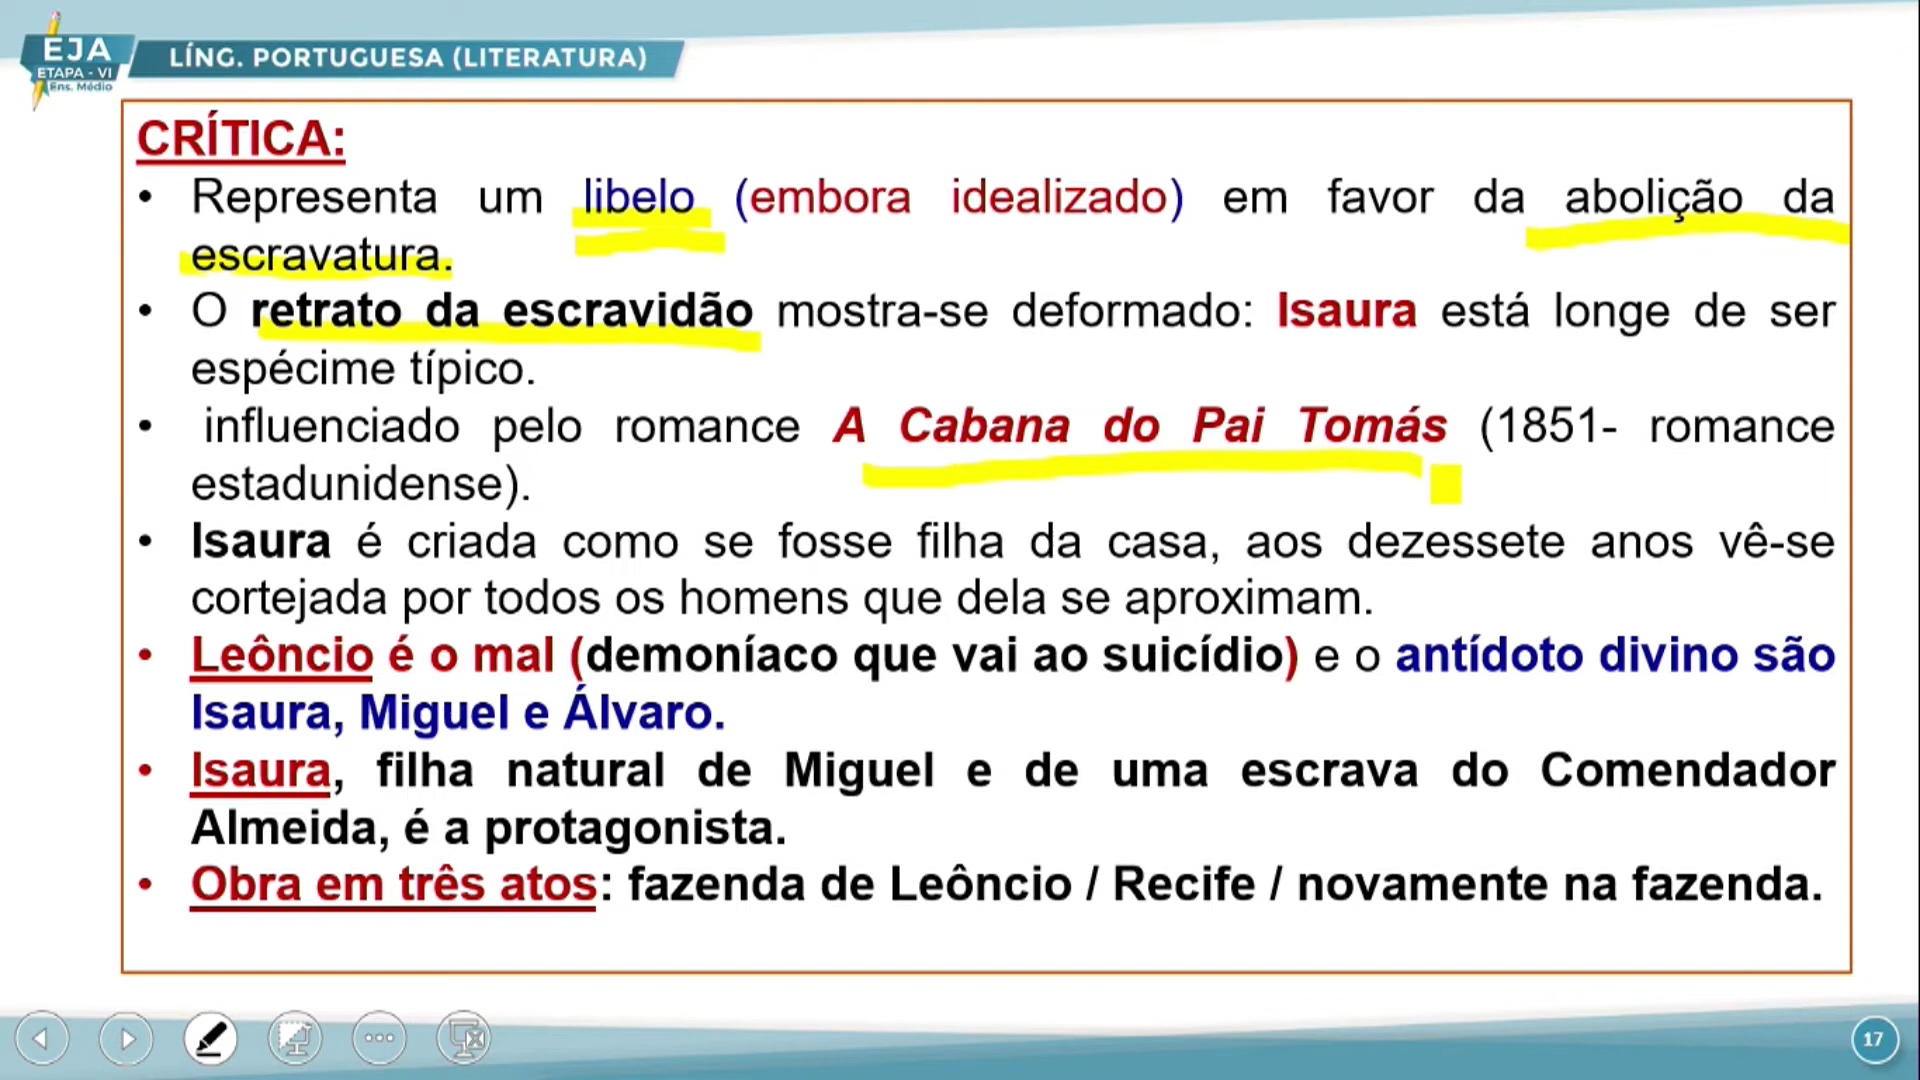 EJA
ETAPA - VI
Ens. Médio
LÍNG. PORTUGUESA (LITERATURA)
CRÍTICA:
• Representa um libelo (embora idealizado) em favor da abolição da
escravatura.
• O retrato da escravidão mostra-se deformado: Isaura está longe de ser
espécime típico.
• influenciado pelo romance A Cabana do Pai Tomás (1851- romance
estadunidense).
• Isaura é criada como se fosse filha da casa, aos dezessete anos vê-se
cortejada por todos os homens que dela se aproximam.
• Leôncio é o mal (demoníaco que vai ao suicídio) e o antídoto divino são
Isaura, Miguel e Álvaro.
• Isaura, filha natural de Miguel e de uma escrava do Comendador
Almeida, é a protagonista.
• Obra em três atos: fazenda de Leôncio / Recife / novamente na fazenda.
17